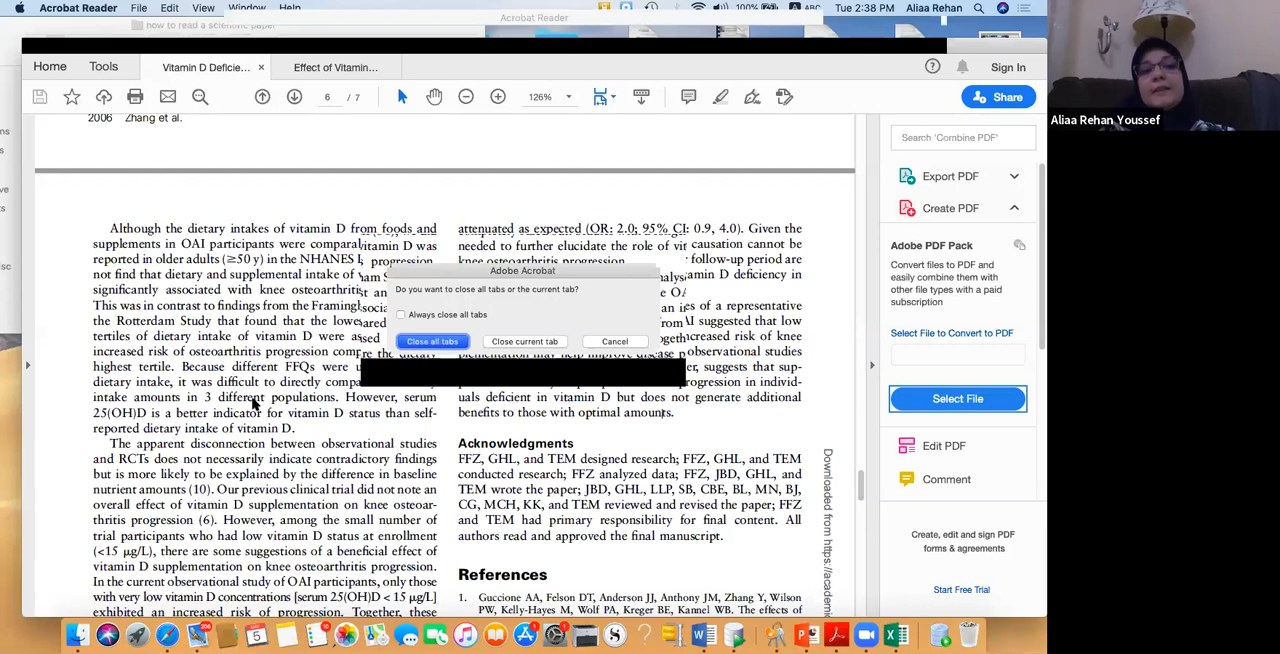 Acrobat Reader File Edit View Window Help 100% ABC Tue 2:38 PM Aliaa Rehan
how to read a scientific paper
Acrobat Reader
Home Tools Vitamin D Deficie... × Effect of Vitamin... Sign In
6 / 7 126% Share
2006 Zhang et al.
Although the dietary intakes of vitamin D from foods and
supplements in OAI participants were comparal
reported in older adults (≥50 y) in the NHANES I
not find that dietary and supplemental intake of v
significantly associated with knee osteoarthriti
This was in contrast to findings from the Framingl
the Rotterdam Study that found that the lowe
tertiles of dietary intake of vitamin D were as
increased risk of osteoarthritis progression comp
highest tertile. Because different FFQs were u
dietary intake, it was difficult to directly compa
intake amounts in 3 different populations. However, serum
25(OH)D is a better indicator for vitamin D status than self-
reported dietary intake of vitamin D.
The apparent disconnection between observational studies
and RCTs does not necessarily indicate contradictory findings
but is more likely to be explained by the difference in baseline
nutrient amounts (10). Our previous clinical trial did not note an
overall effect of vitamin D supplementation on knee osteoar-
thritis progression (6). However, among the small number of
trial participants who had low vitamin D status at enrollment
(<15 μg/L), there are some suggestions of a beneficial effect of
vitamin D supplementation on knee osteoarthritis progression.
In the current observational study of OAI participants, only those
with very low vitamin D concentrations [serum 25(OH)D < 15 μg/L]
exhibited an increased risk of progression. Together, these
attenuated as expected (OR: 2.0; 95% CI: 0.9, 4.0). Given the
needed to further elucidate the role of vit causation cannot be
knee osteoarthritis progression. follow-up period are
amin D deficiency in
es of a representative
AI suggested that low
increased risk of knee
observational studies
er, suggests that sup-
progression in individ-
uals deficient in vitamin D but does not generate additional
benefits to those with optimal amounts.
Acknowledgments
FFZ, GHL, and TEM designed research; FFZ, GHL, and TEM
conducted research; FFZ analyzed data; FFZ, JBD, GHL, and
TEM wrote the paper; JBD, GHL, LLP, SB, CBE, BL, MN, BJ,
CG, MCH, KK, and TEM reviewed and revised the paper; FFZ
and TEM had primary responsibility for final content. All
authors read and approved the final manuscript.
References
1. Guccione AA, Felson DT, Anderson JJ, Anthony JM, Zhang Y, Wilson
PW, Kelly-Hayes M, Wolf PA, Kreger BE, Kannel WB. The effects of
Downloaded from https://academic
Adobe Acrobat
Do you want to close all tabs or the current tab?
Always close all tabs
Close all tabs Close current tab Cancel
Search 'Combine PDF'
Export PDF
Create PDF
Adobe PDF Pack
Convert files to PDF and
easily combine them with
other file types with a paid
subscription
Select File to Convert to PDF
Select File
Edit PDF
Comment
Create, edit and sign PDF
forms & agreements
Start Free Trial
Aliaa Rehan Youssef